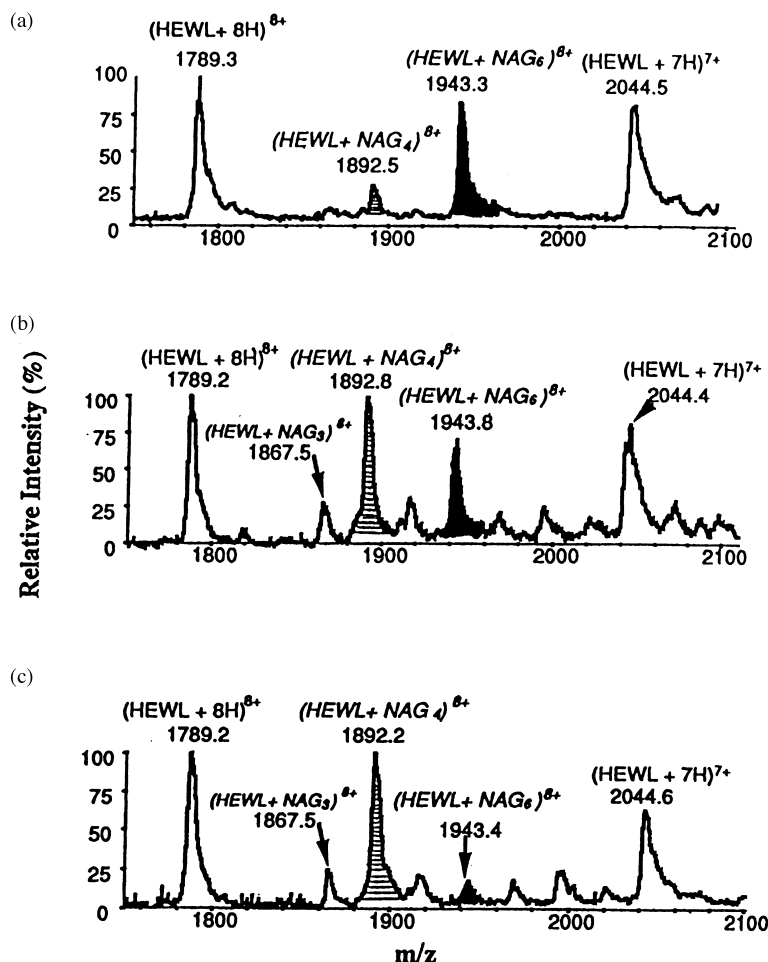 (a)
(HEWL+ 8H) 8+
1789.3
(HEWL+ NAG4) 8+
1892.5
(HEWL+ NAG6) 8+
1943.3
(HEWL + 7H) 7+
2044.5
100
75
50
25
0
1800
1900
2000
2100
(b)
Relative Intensity (%)
(HEWL + 8H) 8+
1789.2
(HEWL+ NAG3) 8+
1867.5
(HEWL + NAG4) 8+
1892.8
(HEWL + NAG6) 8+
1943.8
(HEWL + 7H) 7+
2044.4
100
75
50
25
0
1800
1900
2000
2100
(c)
(HEWL + 8H) 8+
1789.2
(HEWL+ NAG3) 8+
1867.5
(HEWL+ NAG 4) 8+
1892.2
(HEWL+ NAG6) 8+
1943.4
(HEWL + 7H) 7+
2044.6
100
75
50
25
0
1800
1900
2000
2100
m/z